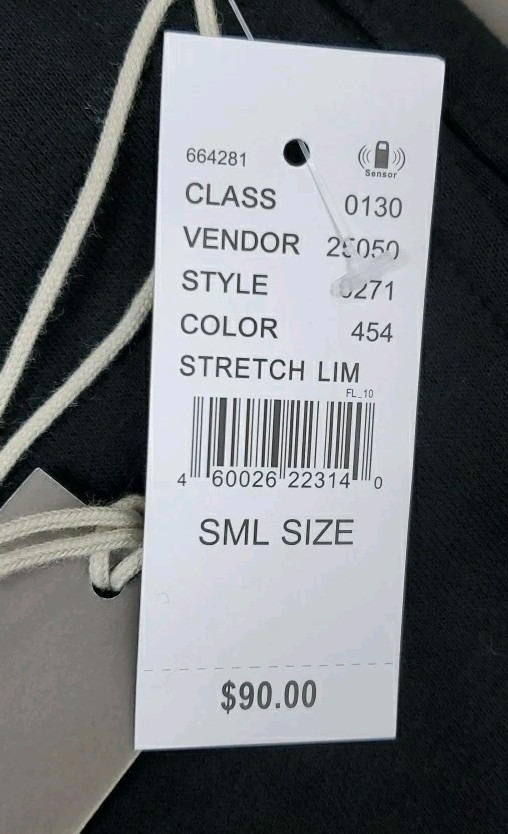 664281
Sensor
CLASS 0130
VENDOR 25050
STYLE
COLOR 454
STRETCH LIM
FL_10
4 60026 22314 0
SML SIZE
$90.00